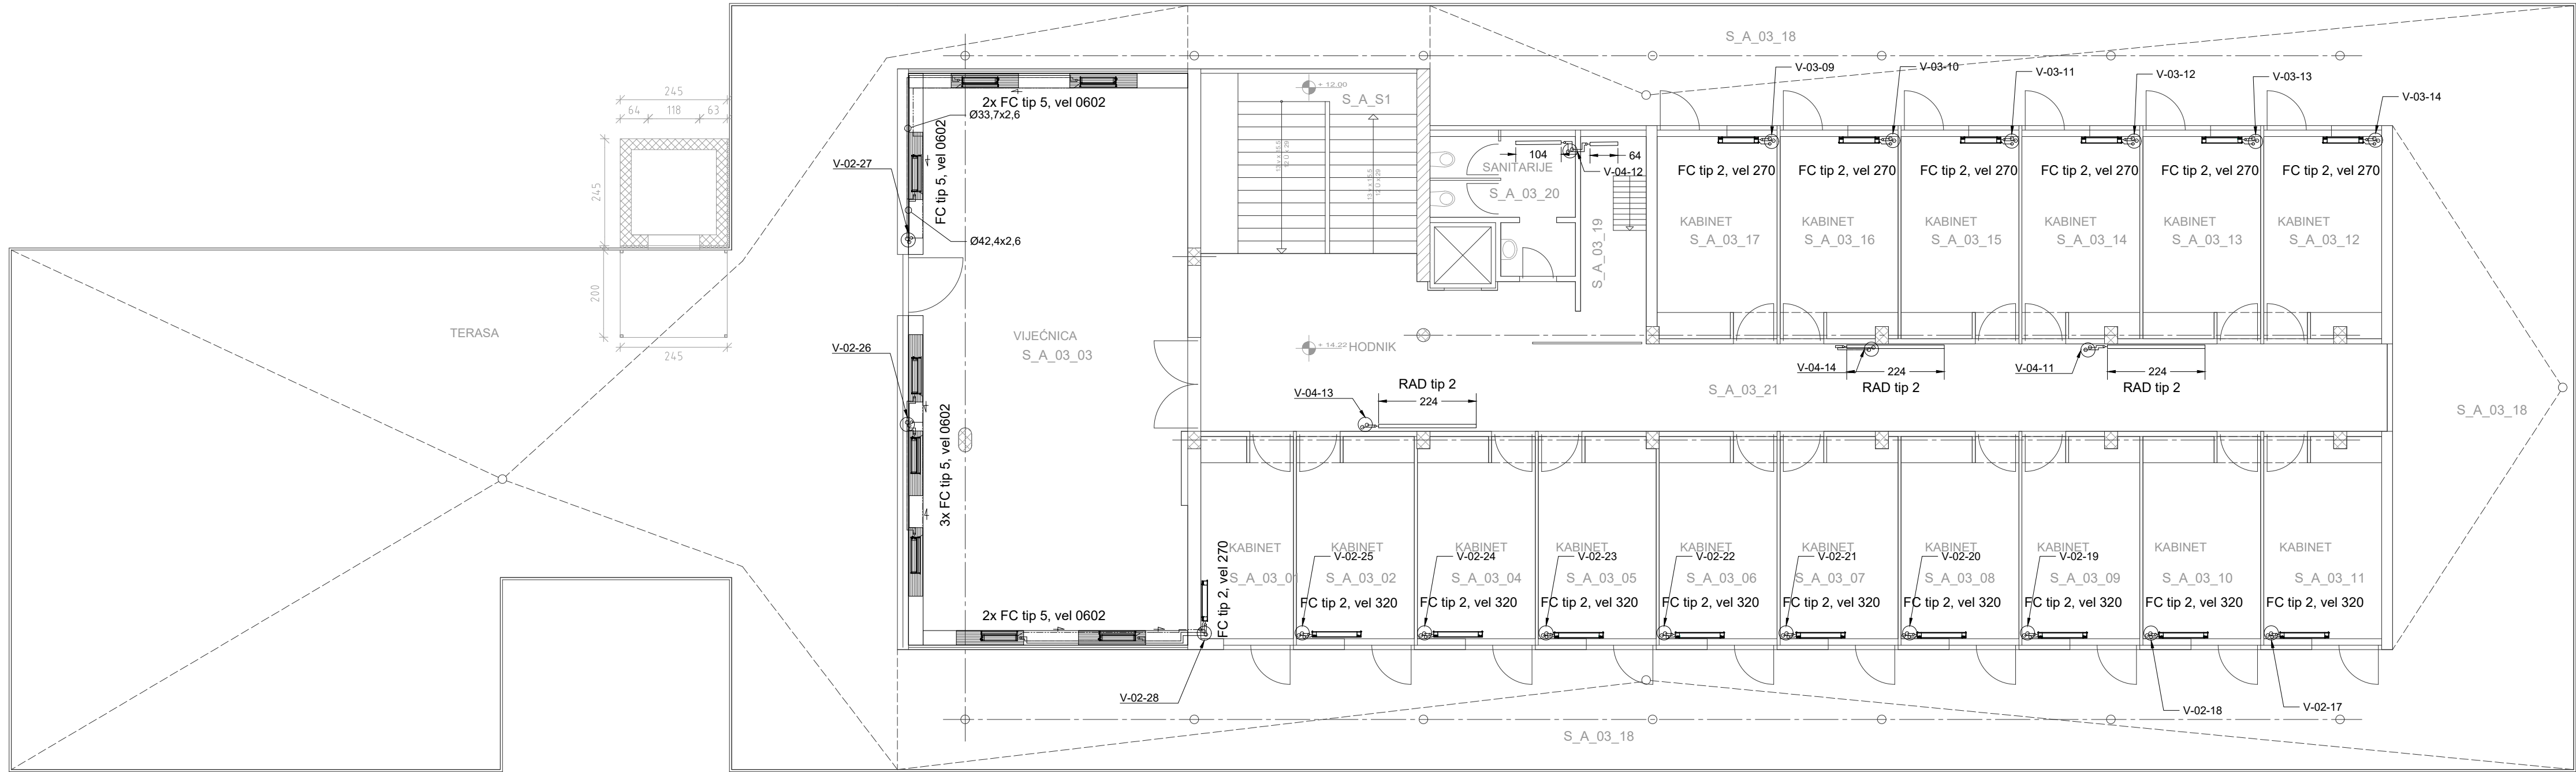 S_A_03_18
245
64
118
63
245
200
245
TERASA
2x FC tip 5, vel 0602
Ø33,7x2,6
FC tip 5, vel 0602
V-02-27
Ø42,4x2,6
VIJEĆNICA
S_A_03_03
V-02-26
3x FC tip 5, vel 0602
2x FC tip 5, vel 0602
V-02-28
+ 12.00
S_A_S1
104
64
SANITARIJE
V-04-12
S_A_03_20
S_A_03_19
+ 14.22
HODNIK
V-03-09
V-03-10
V-03-11
V-03-12
V-03-13
V-03-14
FC tip 2, vel 270
FC tip 2, vel 270
FC tip 2, vel 270
FC tip 2, vel 270
FC tip 2, vel 270
FC tip 2, vel 270
KABINET
S_A_03_17
KABINET
S_A_03_16
KABINET
S_A_03_15
KABINET
S_A_03_14
KABINET
S_A_03_13
KABINET
S_A_03_12
RAD tip 2
224
V-04-13
S_A_03_21
V-04-14
224
RAD tip 2
V-04-11
224
RAD tip 2
S_A_03_18
FC tip 2, vel 270
KABINET
KABINET
V-02-25
S_A_03_02
FC tip 2, vel 320
KABINET
V-02-24
S_A_03_04
FC tip 2, vel 320
KABINET
V-02-23
S_A_03_05
FC tip 2, vel 320
KABINET
V-02-22
S_A_03_06
FC tip 2, vel 320
KABINET
V-02-21
S_A_03_07
FC tip 2, vel 320
KABINET
V-02-20
S_A_03_08
FC tip 2, vel 320
KABINET
V-02-19
S_A_03_09
FC tip 2, vel 320
KABINET
S_A_03_10
FC tip 2, vel 320
KABINET
S_A_03_11
FC tip 2, vel 320
V-02-18
V-02-17
S_A_03_18